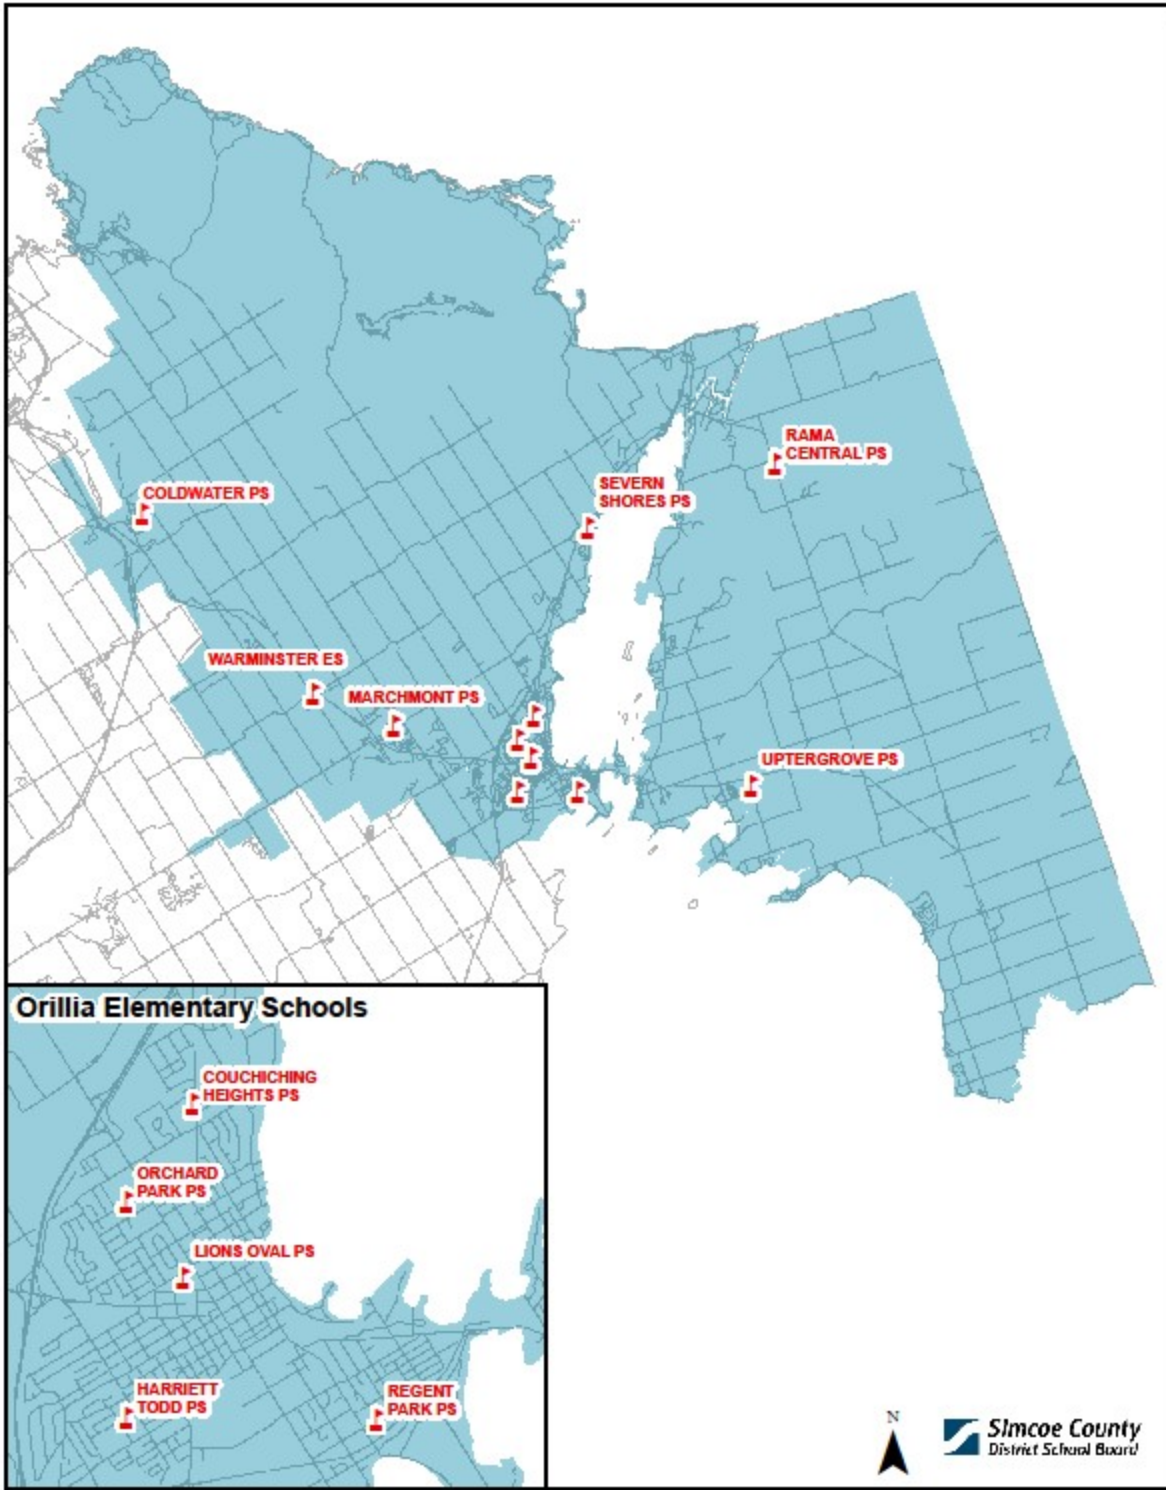 RAMA
CENTRAL PS
SEVERN
SHORES PS
COLDWATER PS
WARMINSTER ES
MARCHMONT PS
UPTERGROVE PS
Orillia Elementary Schools
COUCHICHING
HEIGHTS PS
ORCHARD
PARK PS
LIONS OVAL PS
HARRIETT
TODD PS
REGENT
PARK PS
N
Simcoe County
District School Board